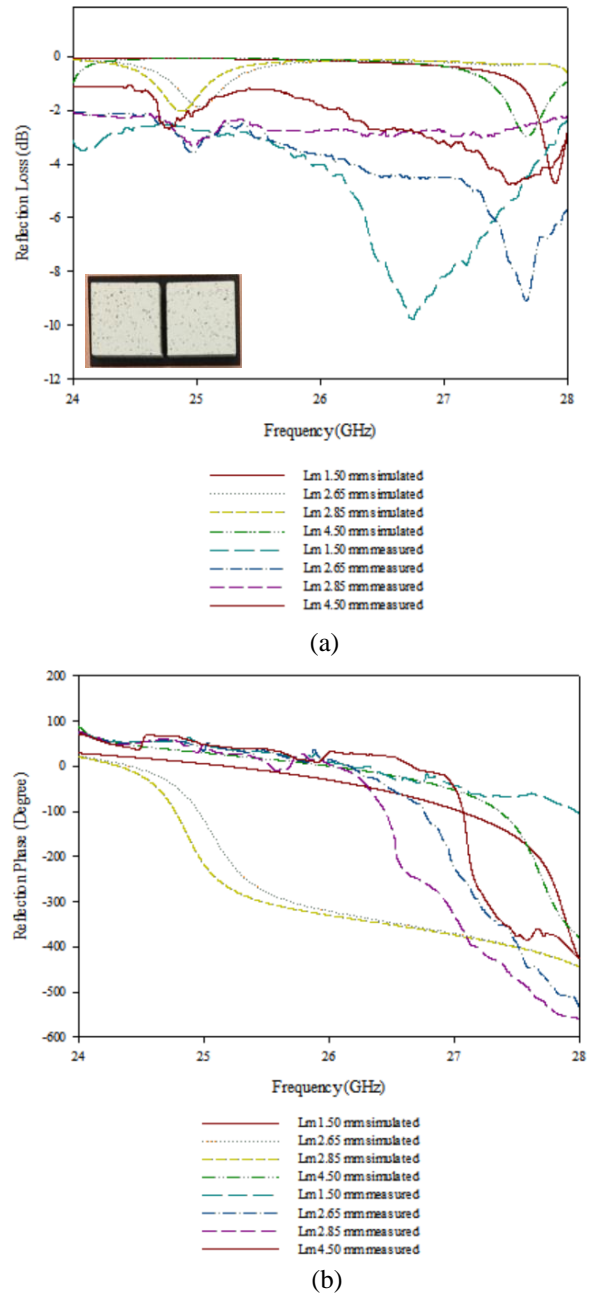 0
-2
-4
-6
-8
-10
-12
Reflection Loss (dB)
24 25 26 27 28
Frequency (GHz)
Lm 1.50 mm simulated
Lm 2.65 mm simulated
Lm 2.85 mm simulated
Lm 4.50 mm simulated
Lm 1.50 mm measured
Lm 2.65 mm measured
Lm 2.85 mm measured
Lm 4.50 mm measured
(a)
200
100
0
-100
-200
-300
-400
-500
-600
Reflection Phase (Degree)
24 25 26 27 28
Frequency (GHz)
Lm 1.50 mm simulated
Lm 2.65 mm simulated
Lm 2.85 mm simulated
Lm 4.50 mm simulated
Lm 1.50 mm measured
Lm 2.65 mm measured
Lm 2.85 mm measured
Lm 4.50 mm measured
(b)